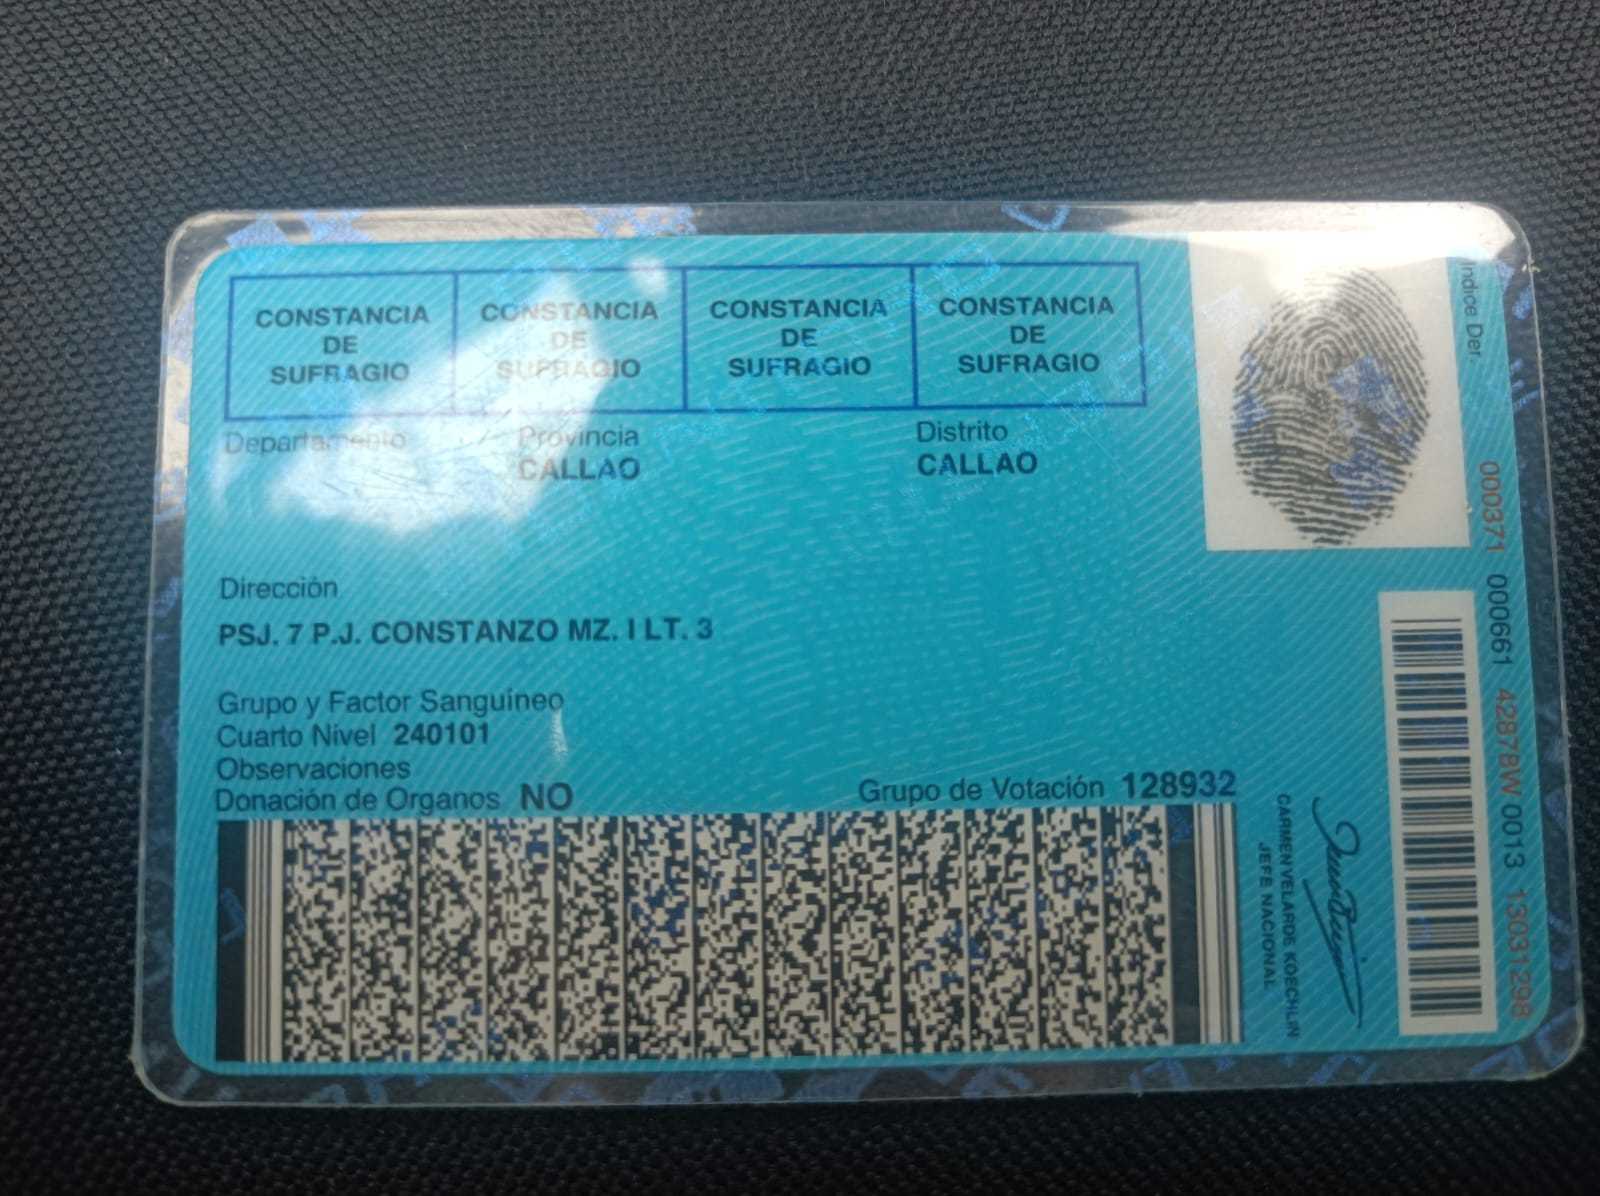 CONSTANCIA DE SUFRAGIO
CONSTANCIA DE SUFRAGIO
CONSTANCIA DE SUFRAGIO
CONSTANCIA DE SUFRAGIO
Departamento
Provincia
CALLAO
Distrito
CALLAO
Dirección
PSJ. 7 P.J. CONSTANZO MZ. I LT. 3
Grupo y Factor Sanguíneo
Cuarto Nivel 240101
Observaciones
Donación de Organos NO
Grupo de Votación 128932
CARMEN VELARDE KOECHLIN
JEFE NACIONAL
Indice Der.
000371 000661 42878W 0013 13031298